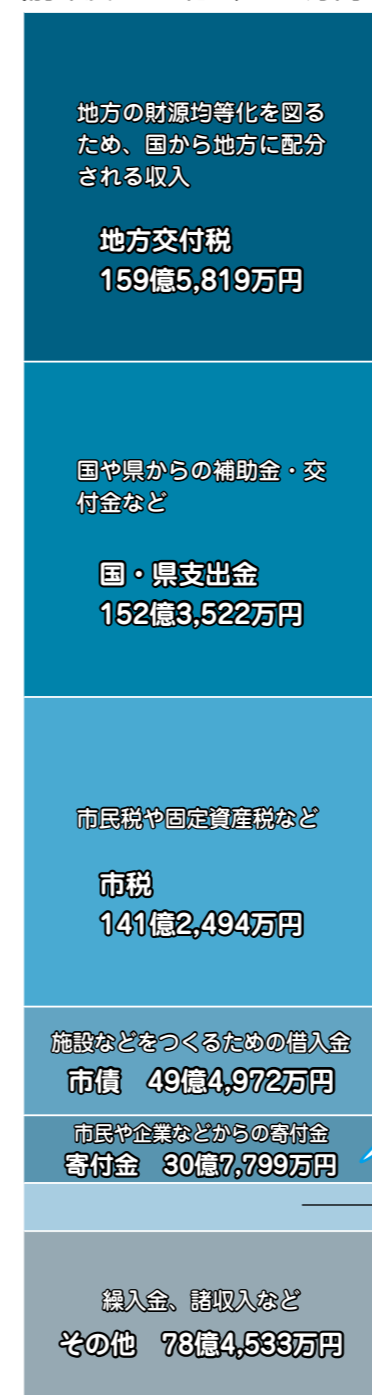 地方の財源均等化を図る
ため、国から地方に配分
される収入
地方交付税
159億5,819万円
国や県からの補助金・交
付金など
国・県支出金
152億3,522万円
市民税や固定資産税など
市税
141億2,494万円
施設などをつくるための借入金
市債 49億4,972万円
市民や企業などからの寄付金
寄付金 30億7,799万円
繰入金、諸収入など
その他 78億4,533万円